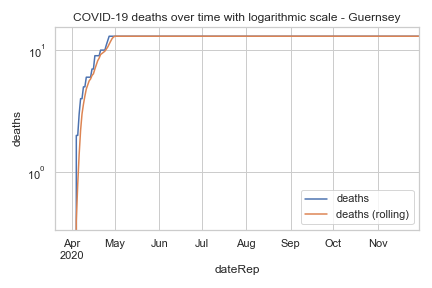 COVID-19 deaths over time with logarithmic scale - Guernsey
10¹
10⁰
deaths
deaths
deaths (rolling)
Apr May Jun Jul Aug Sep Oct Nov
2020
dateRep